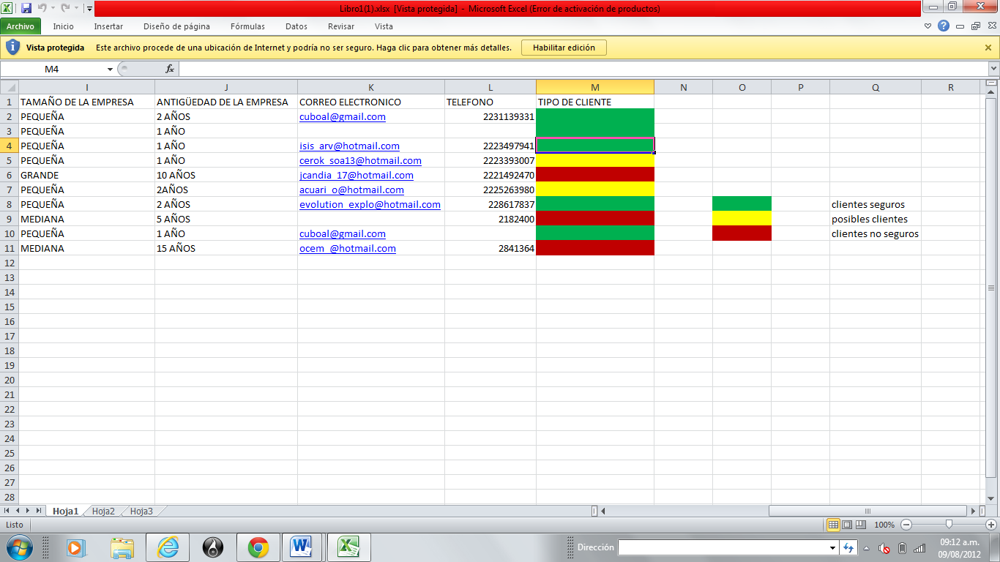 Libro1(1).xlsx [Vista protegida] - Microsoft Excel (Error de activación de productos)
Archivo Inicio Insertar Diseño de página Fórmulas Datos Revisar Vista
Vista protegida Este archivo procede de una ubicación de Internet y podría no ser seguro. Haga clic para obtener más detalles. Habilitar edición
M4 fx
I J K L M N O P Q R
1 TAMAÑO DE LA EMPRESA ANTIGÜEDAD DE LA EMPRESA CORREO ELECTRONICO TELEFONO TIPO DE CLIENTE
2 PEQUEÑA 2 AÑOS cuboal@gmail.com 2231139331
3 PEQUEÑA 1 AÑO
4 PEQUEÑA 1 AÑO isis_arv@hotmail.com 2223497941
5 PEQUEÑA 1 AÑO cerok_soa13@hotmail.com 2223393007
6 GRANDE 10 AÑOS jcandia_17@hotmail.com 2221492470
7 PEQUEÑA 2AÑOS acuari_o@hotmail.com 2225263980
8 PEQUEÑA 2 AÑOS evolution_explo@hotmail.com 228617837 clientes seguros
9 MEDIANA 5 AÑOS 2182400 posibles clientes
10 PEQUEÑA 1 AÑO cuboal@gmail.com clientes no seguros
11 MEDIANA 15 AÑOS ocem_@hotmail.com 2841364
12
13
14
15
16
17
18
19
20
21
22
23
24
25
26
27
28
Hoja1 Hoja2 Hoja3
Listo 100%
Dirección 09:12 a.m.
09/08/2012